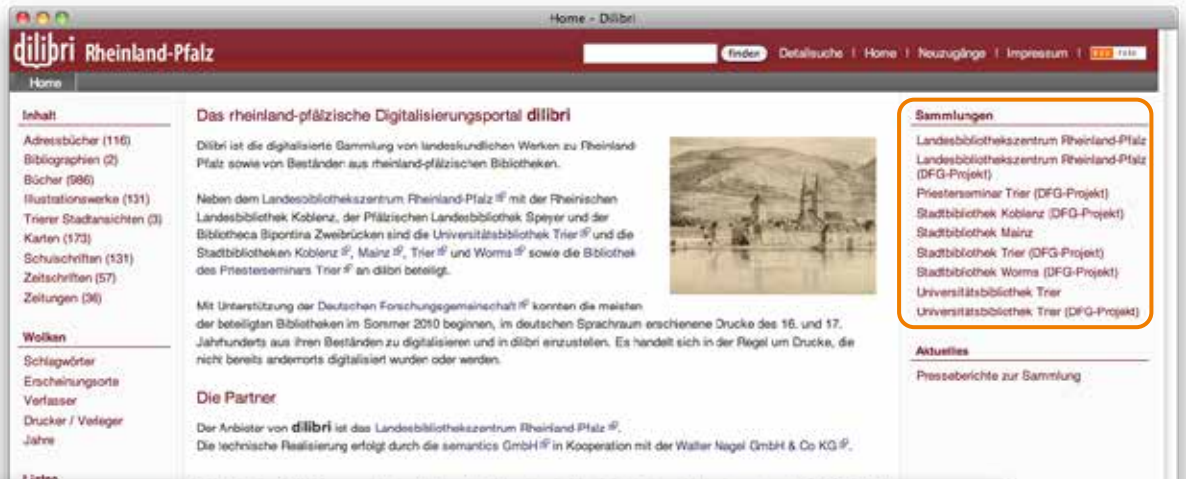 Home - Dilibri
dilibri Rheinland-Pfalz
finden Detailsuche | Home | Neuzugänge | Impressum |
Home
Inhalt
Adressbücher (116)
Bibliographien (2)
Bücher (986)
Illustrationswerke (131)
Trierer Stadtansichten (3)
Karten (173)
Schulschriften (131)
Zeitschriften (57)
Zeitungen (36)
Wolken
Schlagwörter
Erscheinungsorte
Verfasser
Drucker / Verleger
Jahre
Listen
Das rheinland-pfälzische Digitalisierungsportal dilibri
Dilibri ist die digitalisierte Sammlung von landeskundlichen Werken zu Rheinland-
Pfalz sowie von Beständen aus rheinland-pfälzischen Bibliotheken.
Neben dem Landesbibliothekszentrum Rheinland-Pfalz mit der Rheinischen
Landesbibliothek Koblenz, der Pfälzischen Landesbibliothek Speyer und der
Bibliotheca Bipontina Zweibrücken sind die Universitätsbibliothek Trier und die
Stadtbibliotheken Koblenz, Mainz, Trier und Worms sowie die Bibliothek
des Priesterseminars Trier an dilibri beteiligt.
Mit Unterstützung der Deutschen Forschungsgemeinschaft konnten die meisten
der beteiligten Bibliotheken im Sommer 2010 beginnen, im deutschen Sprachraum erschienene Drucke des 16. und 17.
Jahrhunderts aus ihren Beständen zu digitalisieren und in dilibri einzustellen. Es handelt sich in der Regel um Drucke, die
nicht bereits andernorts digitalisiert wurden oder werden.
Die Partner
Der Anbieter von dilibri ist das Landesbibliothekszentrum Rheinland-Pfalz.
Die technische Realisierung erfolgt durch die semantics GmbH in Kooperation mit der Walter Nagel GmbH & Co KG.
Sammlungen
Landesbibliothekszentrum Rheinland-Pfalz
Landesbibliothekszentrum Rheinland-Pfalz
(DFG-Projekt)
Priesterseminar Trier (DFG-Projekt)
Stadtbibliothek Koblenz (DFG-Projekt)
Stadtbibliothek Mainz
Stadtbibliothek Trier (DFG-Projekt)
Stadtbibliothek Worms (DFG-Projekt)
Universitätsbibliothek Trier
Universitätsbibliothek Trier (DFG-Projekt)
Aktuelles
Presseberichte zur Sammlung